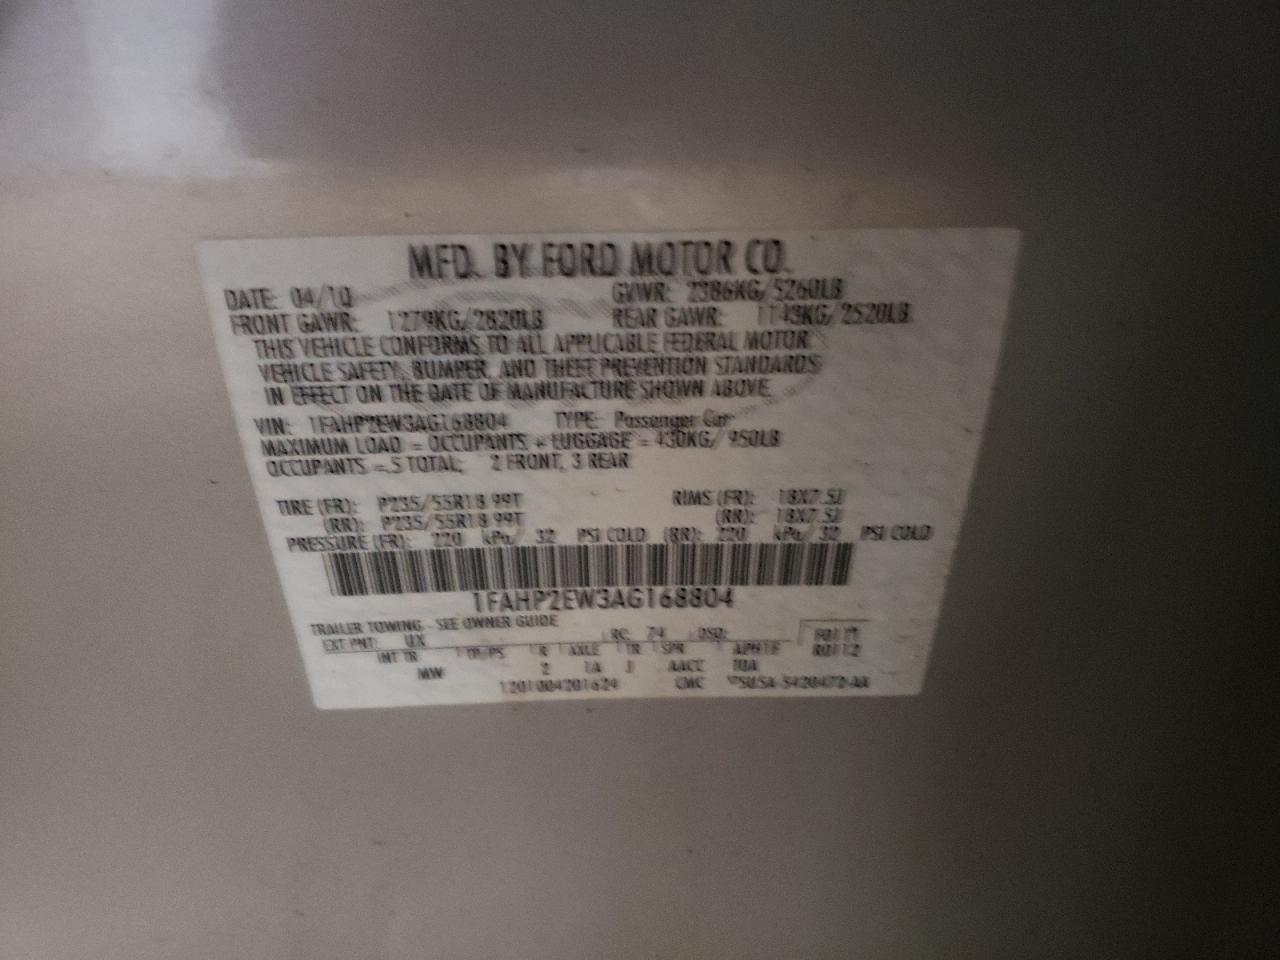 MFD. BY FORD MOTOR CO.
DATE: 04/10 GVWR: 2386KG/5260LB
FRONT GAWR: 1279KG/2820LB REAR GAWR: 1143KG/2520LB
THIS VEHICLE CONFORMS TO ALL APPLICABLE FEDERAL MOTOR
VEHICLE SAFETY, BUMPER, AND THEFT PREVENTION STANDARDS
IN EFFECT ON THE DATE OF MANUFACTURE SHOWN ABOVE.
VIN: 1FAHP2EW3AG168804 TYPE: Passenger Car
MAXIMUM LOAD = OCCUPANTS + LUGGAGE = 430KG/ 950LB
OCCUPANTS = 5 TOTAL; 2 FRONT, 3 REAR
TIRE (FR): P235/55R18 99T RIMS (FR): 18X7.5J
(RR): P235/55R18 99T (RR): 18X7.5J
PRESSURE (FR): 220 kPa/ 32 PSI COLD (RR): 220 kPa/ 32 PSI COLD
1FAHP2EW3AG168804
TRAILER TOWING - SEE OWNER GUIDE
EXT PNT: UX RC: 74 DSO:
INT TR TP/PS R AXLE TR SPR
MW 2 1A J AACC
1201004201624 CMC